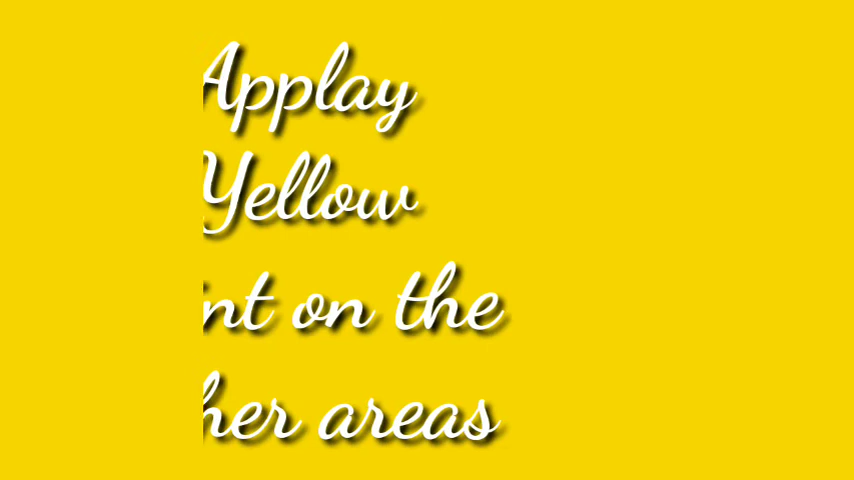 Applay
Yellow
nt on the
her areas